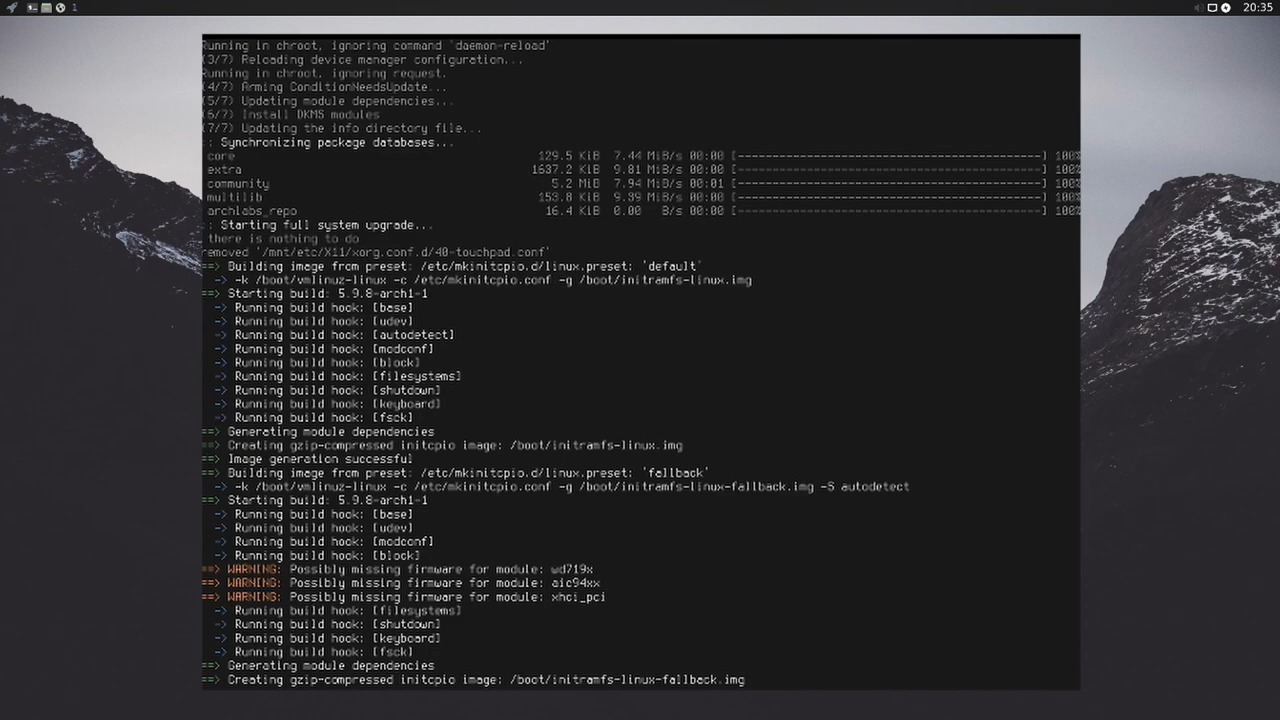 1
20:35
Running in chroot, ignoring command 'daemon-reload'
(3/7) Reloading device manager configuration...
Running in chroot, ignoring request.
(4/7) Arming ConditionNeedsUpdate...
(5/7) Updating module dependencies...
(6/7) Install DKMS modules
(7/7) Updating the info directory file...
:: Synchronizing package databases...
core 129.5 KiB 7.44 MiB/s 00:00 [--------------------------------------------] 100%
extra 1637.2 KiB 9.81 MiB/s 00:00 [--------------------------------------------] 100%
community 5.2 MiB 7.94 MiB/s 00:01 [--------------------------------------------] 100%
multilib 153.8 KiB 9.39 MiB/s 00:00 [--------------------------------------------] 100%
archlabs_repo 16.4 KiB 0.00 B/s 00:00 [--------------------------------------------] 100%
:: Starting full system upgrade...
there is nothing to do
removed '/mnt/etc/X11/xorg.conf.d/40-touchpad.conf'
==> Building image from preset: /etc/mkinitcpio.d/linux.preset: 'default'
-> -k /boot/vmlinuz-linux -c /etc/mkinitcpio.conf -g /boot/initramfs-linux.img
==> Starting build: 5.9.8-arch1-1
-> Running build hook: [base]
-> Running build hook: [udev]
-> Running build hook: [autodetect]
-> Running build hook: [modconf]
-> Running build hook: [block]
-> Running build hook: [filesystems]
-> Running build hook: [shutdown]
-> Running build hook: [keyboard]
-> Running build hook: [fsck]
==> Generating module dependencies
==> Creating gzip-compressed initcpio image: /boot/initramfs-linux.img
==> Image generation successful
==> Building image from preset: /etc/mkinitcpio.d/linux.preset: 'fallback'
-> -k /boot/vmlinuz-linux -c /etc/mkinitcpio.conf -g /boot/initramfs-linux-fallback.img -S autodetect
==> Starting build: 5.9.8-arch1-1
-> Running build hook: [base]
-> Running build hook: [udev]
-> Running build hook: [modconf]
-> Running build hook: [block]
==> WARNING: Possibly missing firmware for module: wd719x
==> WARNING: Possibly missing firmware for module: aic94xx
==> WARNING: Possibly missing firmware for module: xhci_pci
-> Running build hook: [filesystems]
-> Running build hook: [shutdown]
-> Running build hook: [keyboard]
-> Running build hook: [fsck]
==> Generating module dependencies
==> Creating gzip-compressed initcpio image: /boot/initramfs-linux-fallback.img